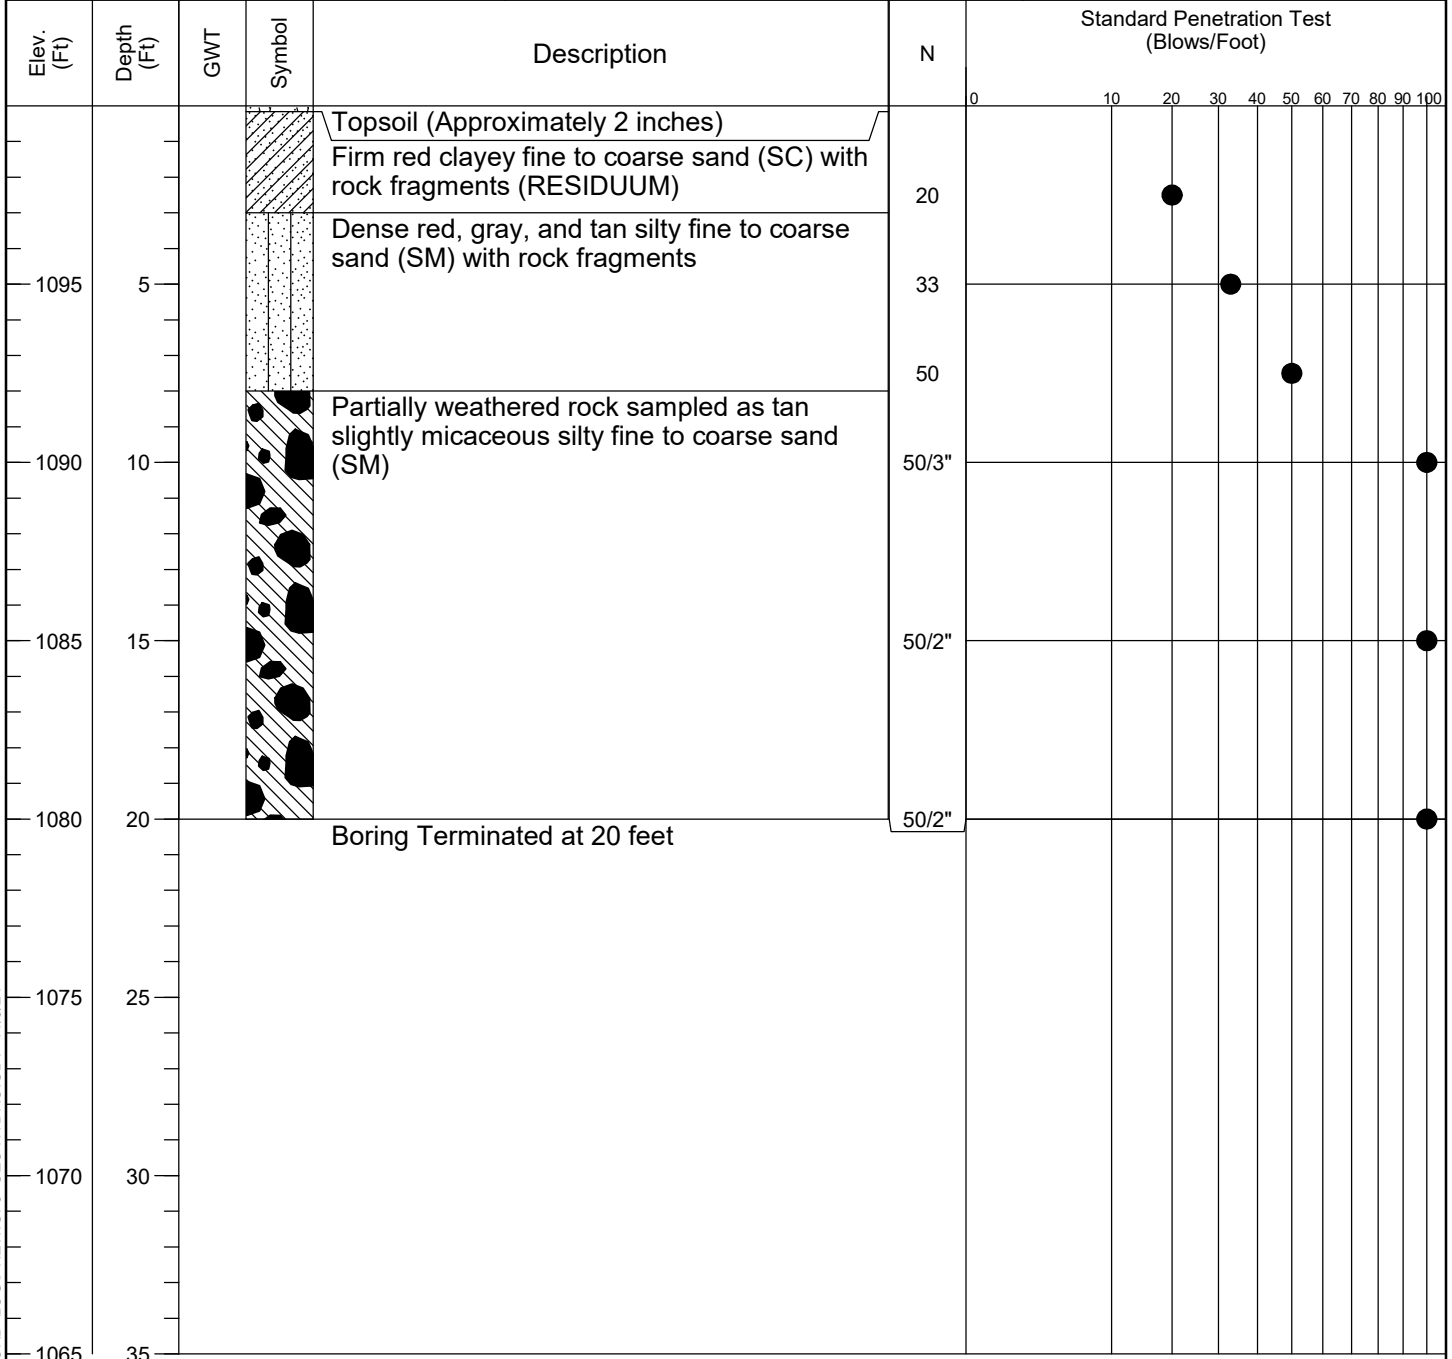 Elev.
(Ft)
Depth
(Ft)
GWT
Symbol
Description
N
Standard Penetration Test
(Blows/Foot)
0 10 20 30 40 50 60 70 80 90 100
Topsoil (Approximately 2 inches)
Firm red clayey fine to coarse sand (SC) with
rock fragments (RESIDUUM)
20
Dense red, gray, and tan silty fine to coarse
sand (SM) with rock fragments
1095 5 33
50
Partially weathered rock sampled as tan
slightly micaceous silty fine to coarse sand
(SM)
1090 10 50/3"
1085 15 50/2"
1080 20 50/2"
Boring Terminated at 20 feet
1075 25
1070 30
1065 35